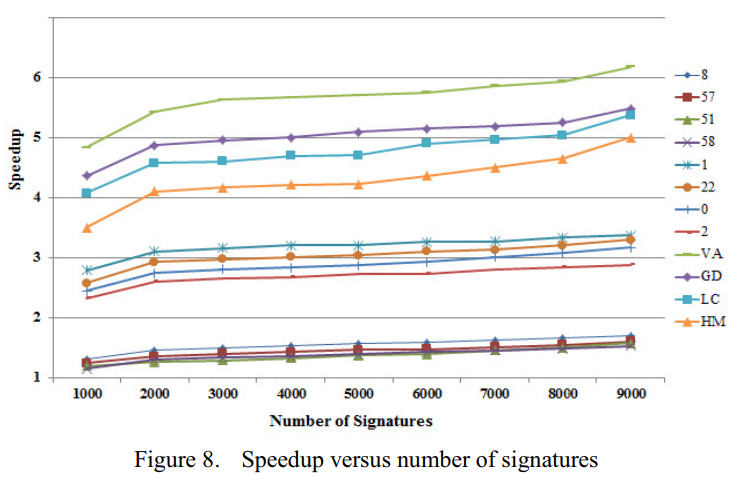 6
5
4
3
2
1
Speedup
1000 2000 3000 4000 5000 6000 7000 8000 9000
Number of Signatures
8
57
51
58
1
22
0
2
VA
GD
LC
HM
Figure 8. Speedup versus number of signatures